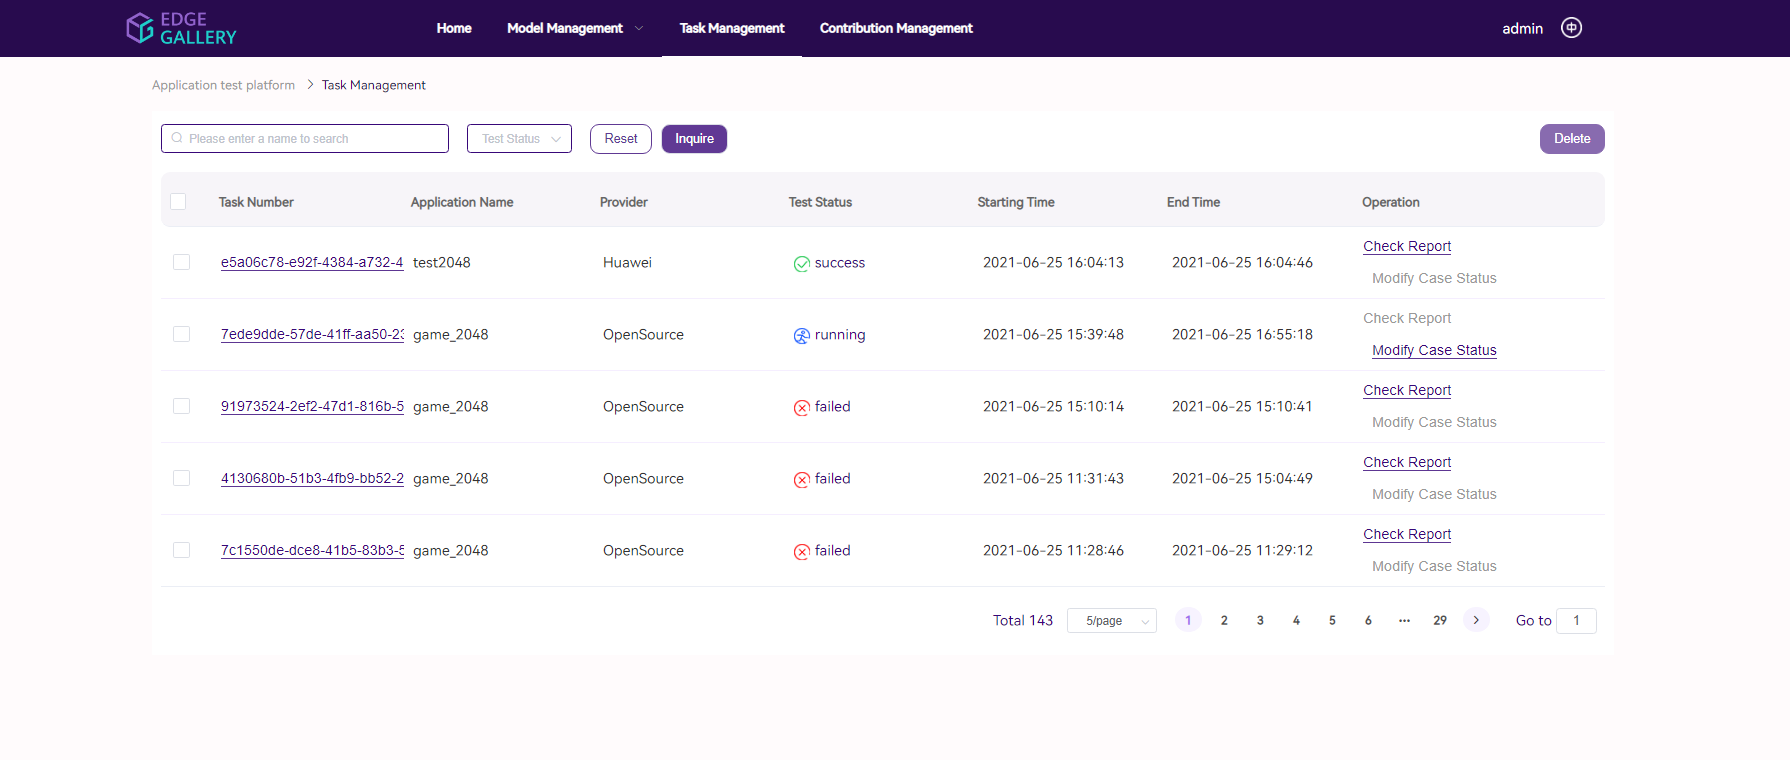 EDGE
GALLERY
Home Model Management Task Management Contribution Management admin 中
Application test platform > Task Management
Please enter a name to search Test Status Reset Inquire Delete
Task Number Application Name Provider Test Status Starting Time End Time Operation
e5a06c78-e92f-4384-a732-4 test2048 Huawei success 2021-06-25 16:04:13 2021-06-25 16:04:46 Check Report
Modify Case Status
7ede9dde-57de-41ff-aa50-23 game_2048 OpenSource running 2021-06-25 15:39:48 2021-06-25 16:55:18 Check Report
Modify Case Status
91973524-2ef2-47d1-816b-5 game_2048 OpenSource failed 2021-06-25 15:10:14 2021-06-25 15:10:41 Check Report
Modify Case Status
4130680b-51b3-4fb9-bb52-2 game_2048 OpenSource failed 2021-06-25 11:31:43 2021-06-25 15:04:49 Check Report
Modify Case Status
7c1550de-dce8-41b5-83b3-5 game_2048 OpenSource failed 2021-06-25 11:28:46 2021-06-25 11:29:12 Check Report
Modify Case Status
Total 143 5/page 1 2 3 4 5 6 ••• 29 > Go to 1